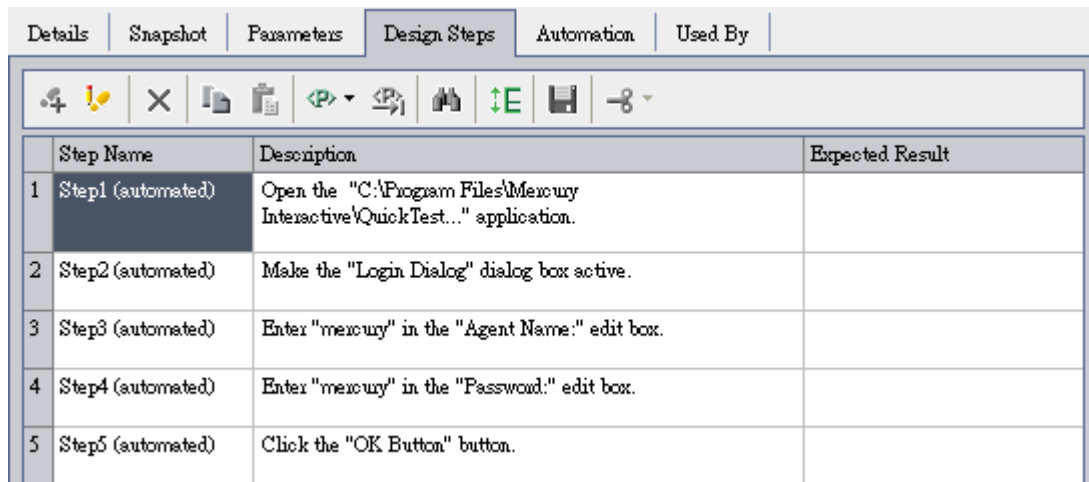 Details Snapshot Parameters Design Steps Automation Used By
Step Name Description Expected Result
1 Step1 (automated) Open the "C:\Program Files\Mercury
Interactive\QuickTest..." application.
2 Step2 (automated) Make the "Login Dialog" dialog box active.
3 Step3 (automated) Enter "mercury" in the "Agent Name:" edit box.
4 Step4 (automated) Enter "mercury" in the "Password:" edit box.
5 Step5 (automated) Click the "OK Button" button.